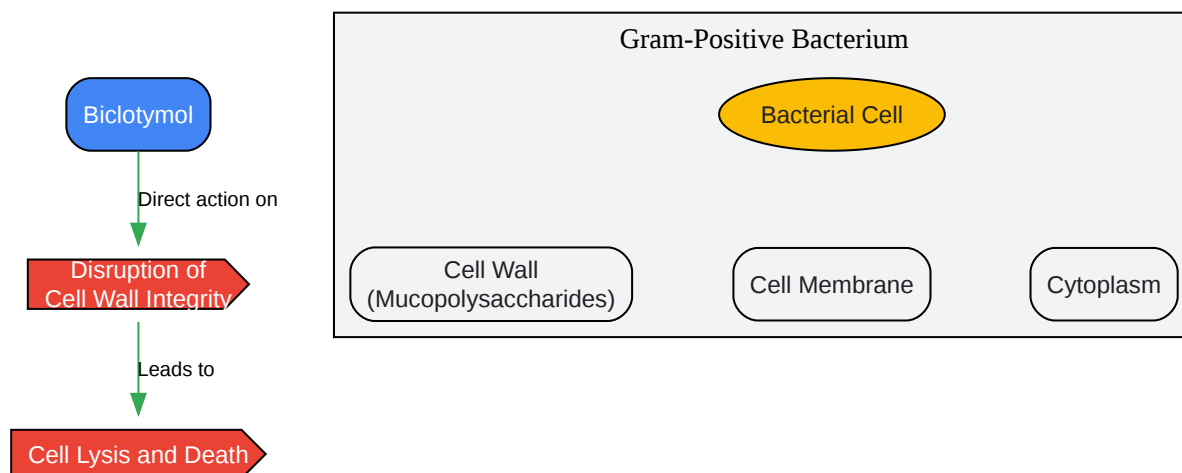 Biclotymol
Direct action on
Disruption of
Cell Wall Integrity
Leads to
Cell Lysis and Death
Gram-Positive Bacterium
Bacterial Cell
Cell Wall
(Mucopolysaccharides)
Cell Membrane
Cytoplasm